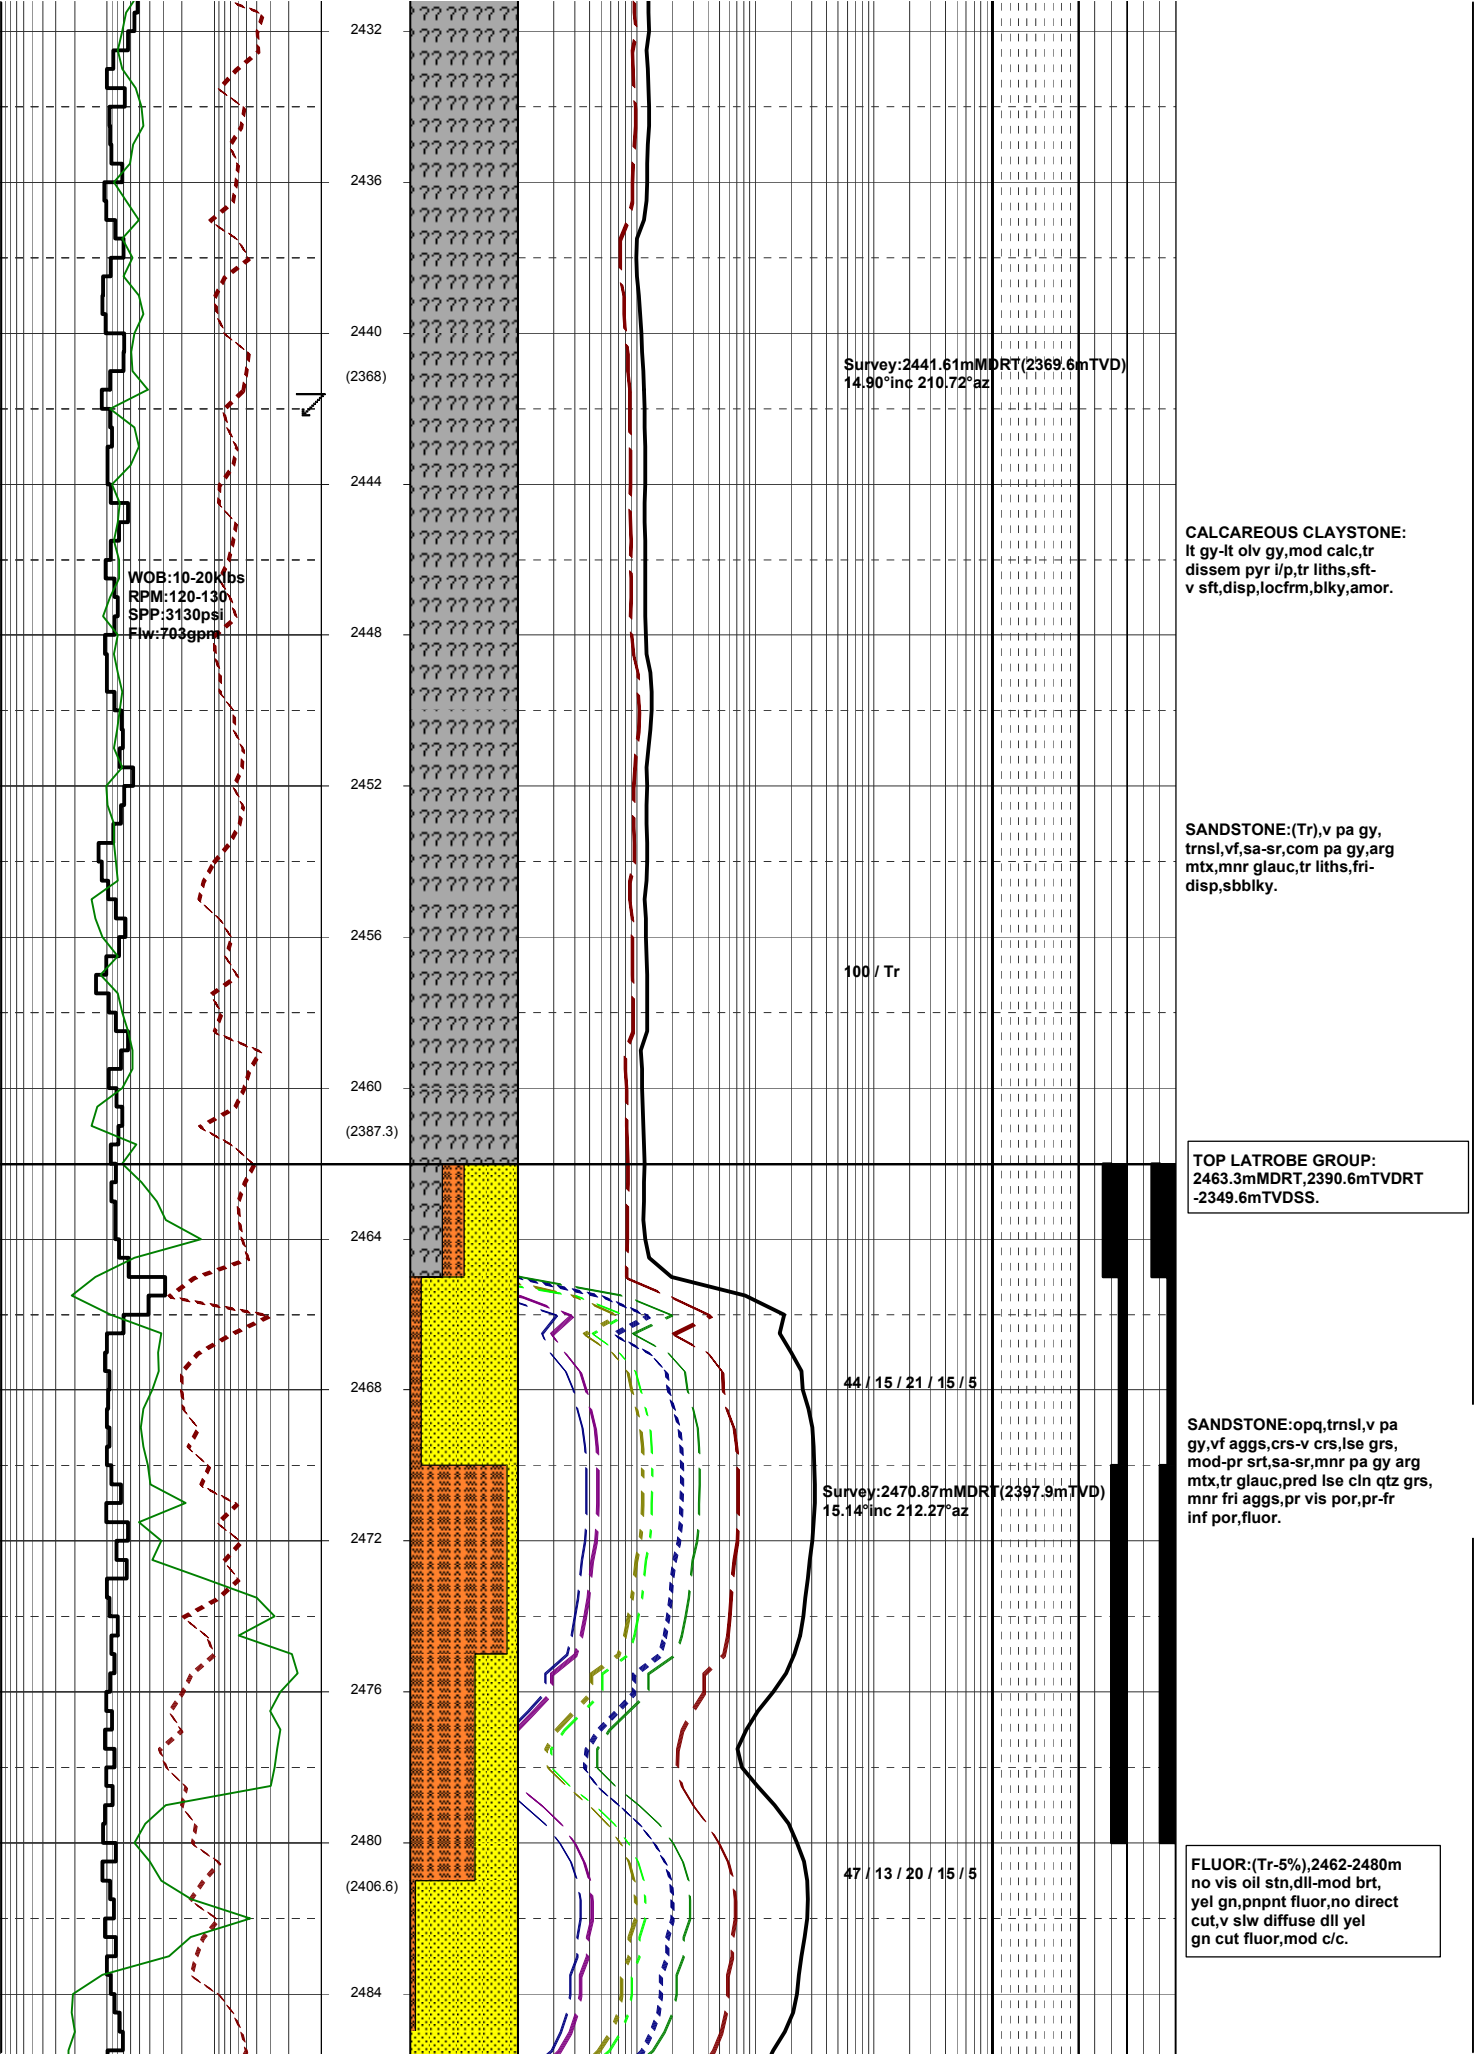 2432
2436
2440
Survey:2441.61mMDRT(2369.6mTVD)
14.90°inc 210.72°az
(2368)
2444
CALCAREOUS CLAYSTONE:
lt gy-lt olv gy,mod calc,tr
dissem pyr i/p,tr liths,sft-
v sft,disp,locfrm,blky,amor.
WOB:10-20klbs
RPM:120-130
SPP:3130psi
Flw:703gpm
2448
2452
SANDSTONE:(Tr),v pa gy,
trnsl,vf,sa-sr,com pa gy,arg
mtx,mnr glauc,tr liths,fri-
disp,sbblky.
2456
100 / Tr
2460
(2387.3)
TOP LATROBE GROUP:
2463.3mMDRT,2390.6mTVDRT
-2349.6mTVDSS.
2464
2468
44 / 15 / 21 / 15 / 5
SANDSTONE:opq,trnsl,v pa
gy,vf aggs,crs-v crs,lse grs,
mod-pr srt,sa-sr,mnr pa gy arg
mtx,tr glauc,pred lse cln qtz grs,
mnr fri aggs,pr vis por,pr-fr
inf por,fluor.
Survey:2470.87mMDRT(2397.9mTVD)
15.14°inc 212.27°az
2472
2476
2480
47 / 13 / 20 / 15 / 5
(2406.6)
FLUOR:(Tr-5%),2462-2480m
no vis oil stn,dll-mod brt,
yel gn,pnpnt fluor,no direct
cut,v slw diffuse dll yel
gn cut fluor,mod c/c.
2484